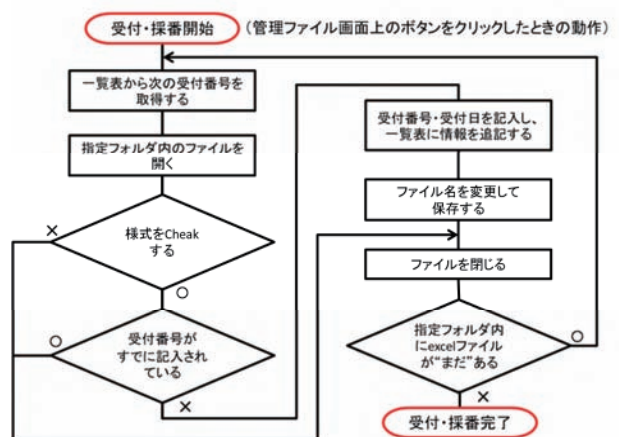 受付・採番開始
(管理ファイル画面上のボタンをクリックしたときの動作)
一覧表から次の受付番号を
取得する
指定フォルダ内のファイルを
開く
×
様式をCheak
する
○
○
受付番号が
すでに記入され
ている
×
受付番号・受付日を記入し、
一覧表に情報を追記する
ファイル名を変更して
保存する
ファイルを閉じる
指定フォルダ内
にexcelファイル
が“まだ”ある
○
×
受付・採番完了